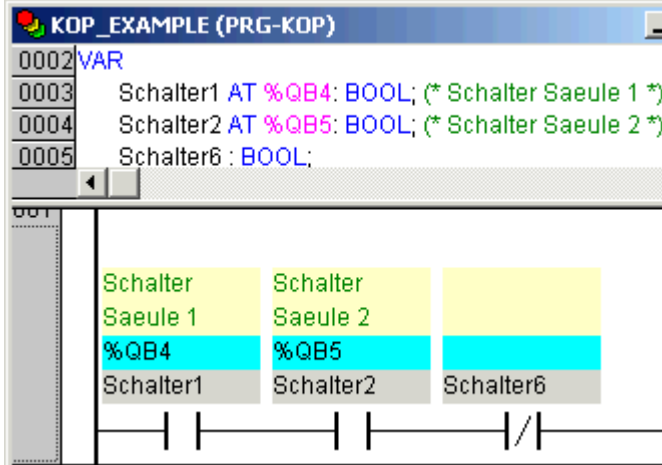 KOP_EXAMPLE (PRG-KOP)
0002 VAR
0003 Schalter1 AT %QB4: BOOL; (* Schalter Saeule 1 *)
0004 Schalter2 AT %QB5: BOOL; (* Schalter Saeule 2 *)
0005 Schalter6 : BOOL;
Schalter Schalter
Saeule 1 Saeule 2
%QB4 %QB5
Schalter1 Schalter2 Schalter6